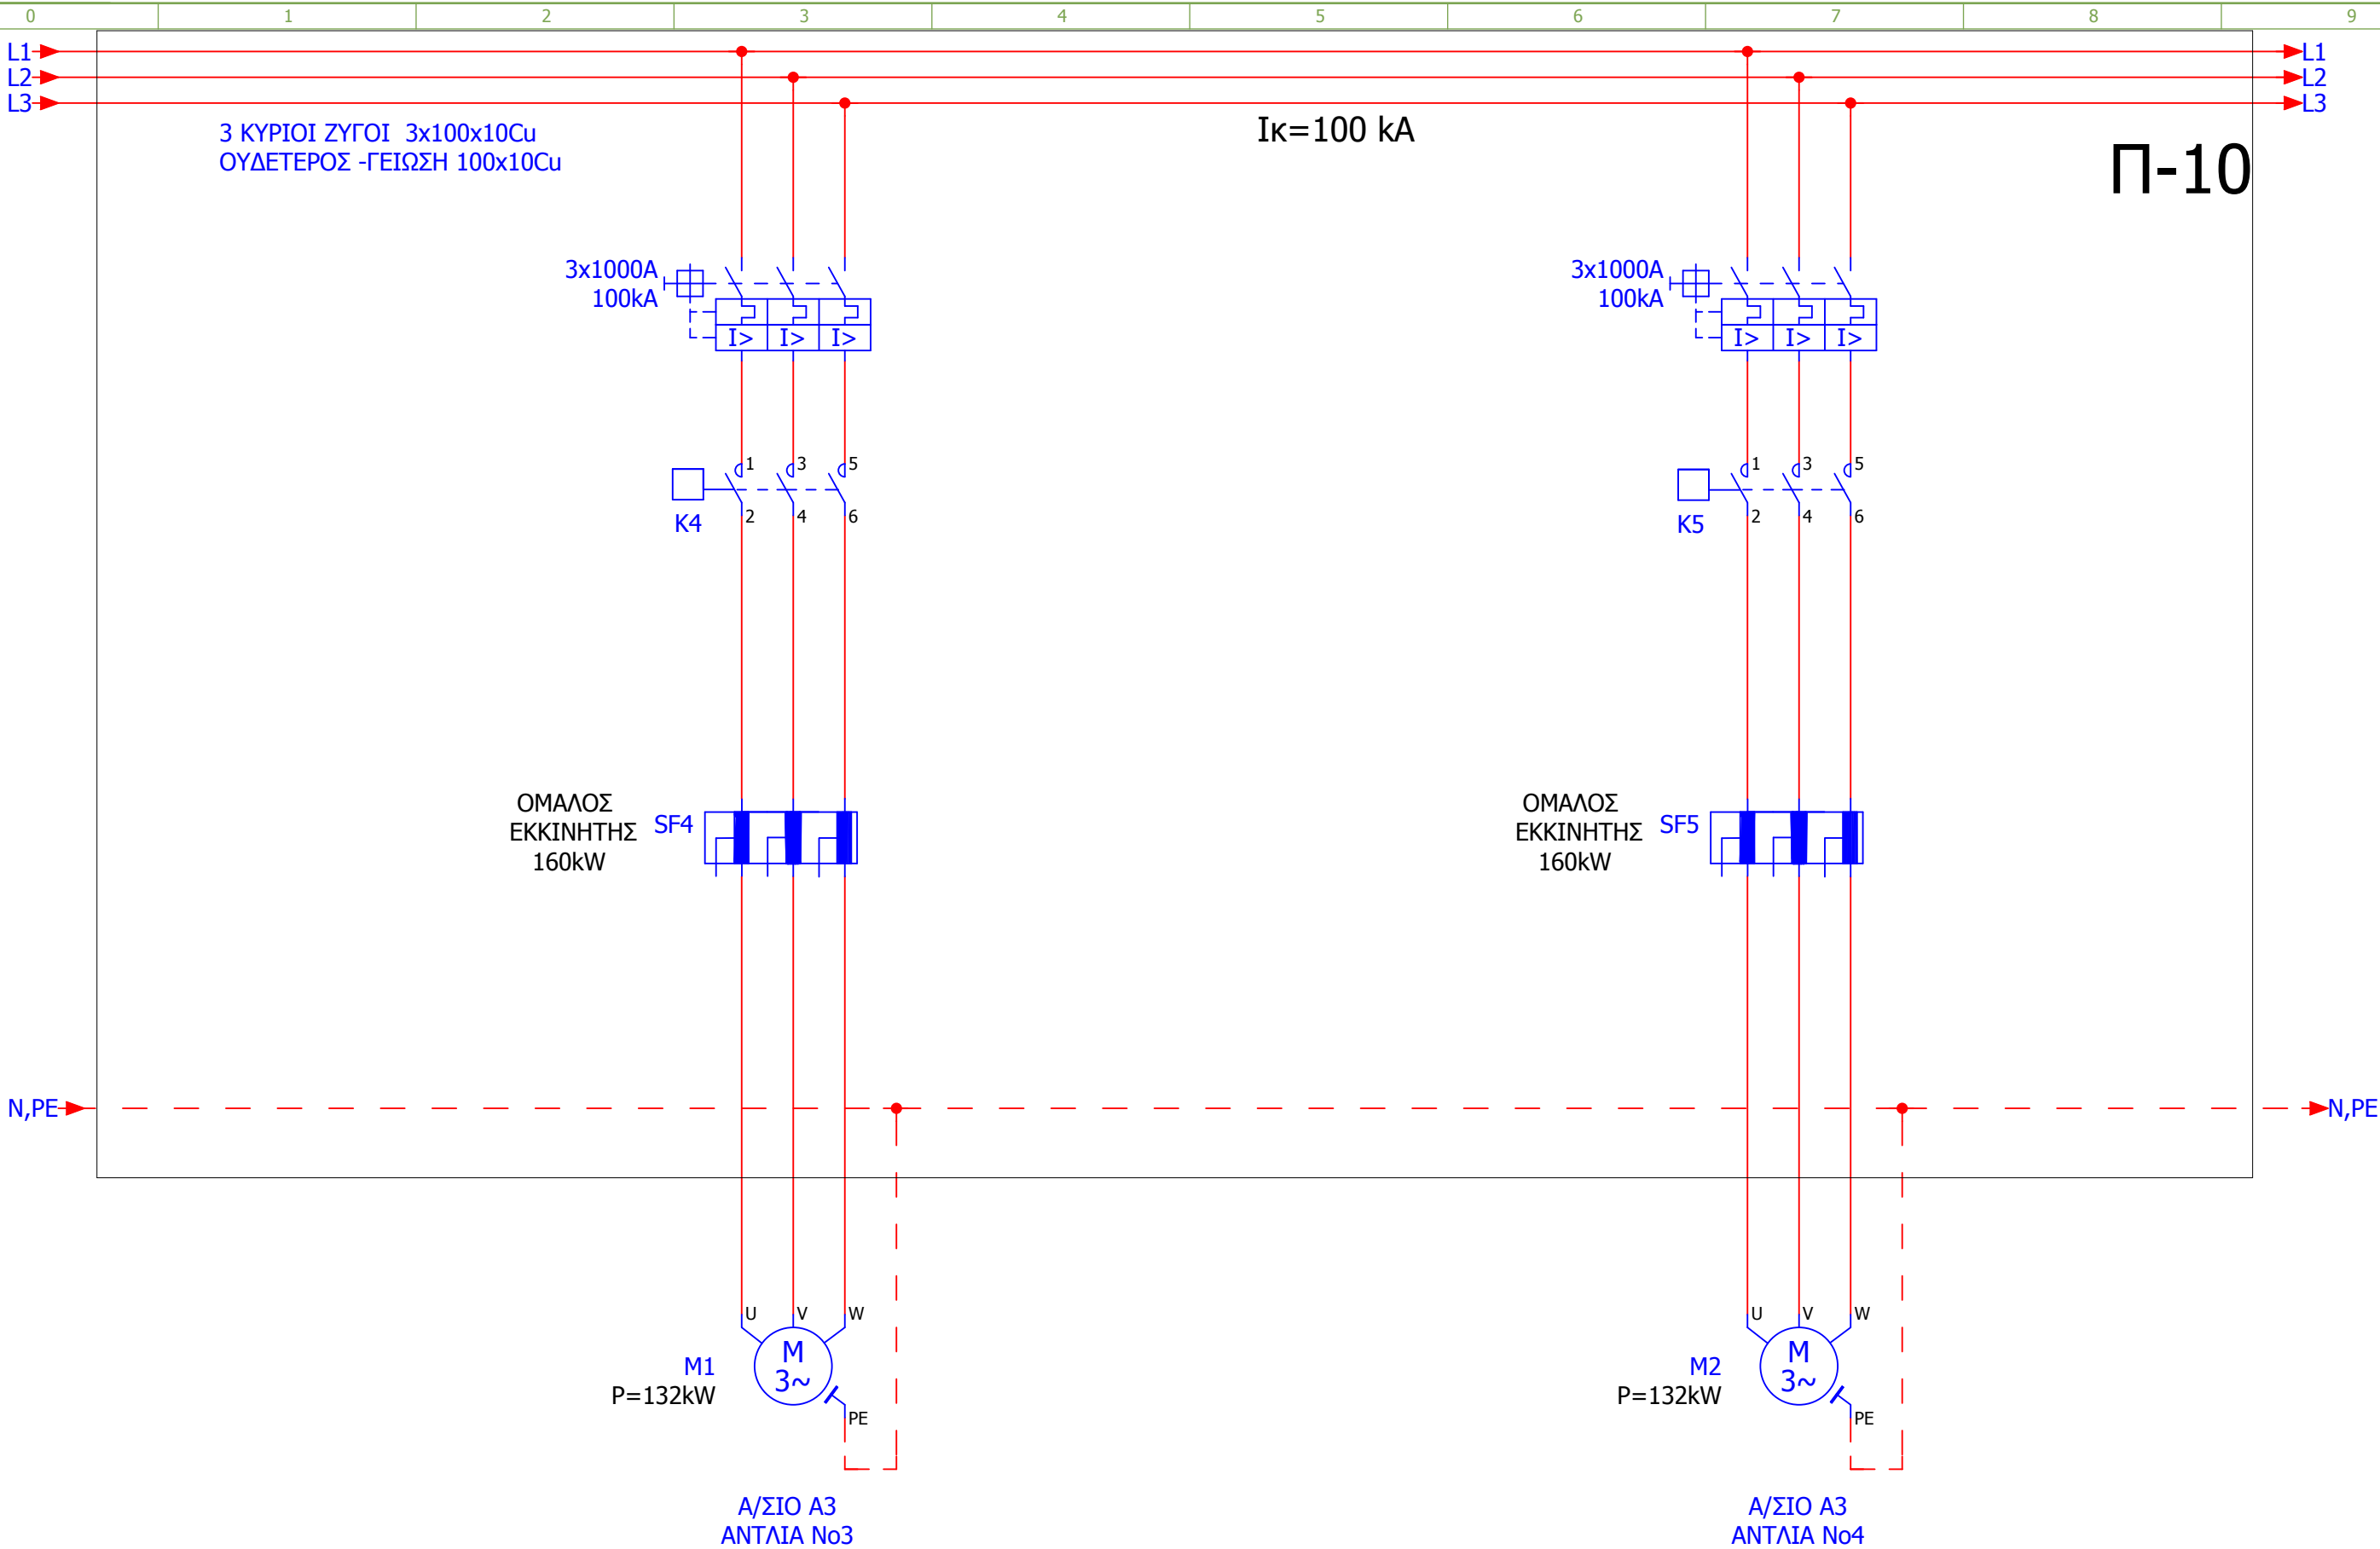 0 1 2 3 4 5 6 7 8 9
L1 L1
L2 L2
L3 L3
3 ΚΥΡΙΟΙ ΖΥΓΟΙ 3x100x10Cu
ΟΥΔΕΤΕΡΟΣ -ΓΕΙΩΣΗ 100x10Cu
Iκ=100 kA
Π-10
3x1000A
100kA
I> I> I>
3x1000A
100kA
I> I> I>
1 3 5
K4
2 4 6
1 3 5
K5
2 4 6
ΟΜΑΛΟΣ
ΕΚΚΙΝΗΤΗΣ
160kW
SF4
ΟΜΑΛΟΣ
ΕΚΚΙΝΗΤΗΣ
160kW
SF5
N,PE N,PE
U V W
M
3~
M1
P=132kW
PE
U V W
M
3~
M2
P=132kW
PE
Α/ΣΙΟ Α3
ΑΝΤΛΙΑ Νο3
Α/ΣΙΟ Α3
ΑΝΤΛΙΑ Νο4